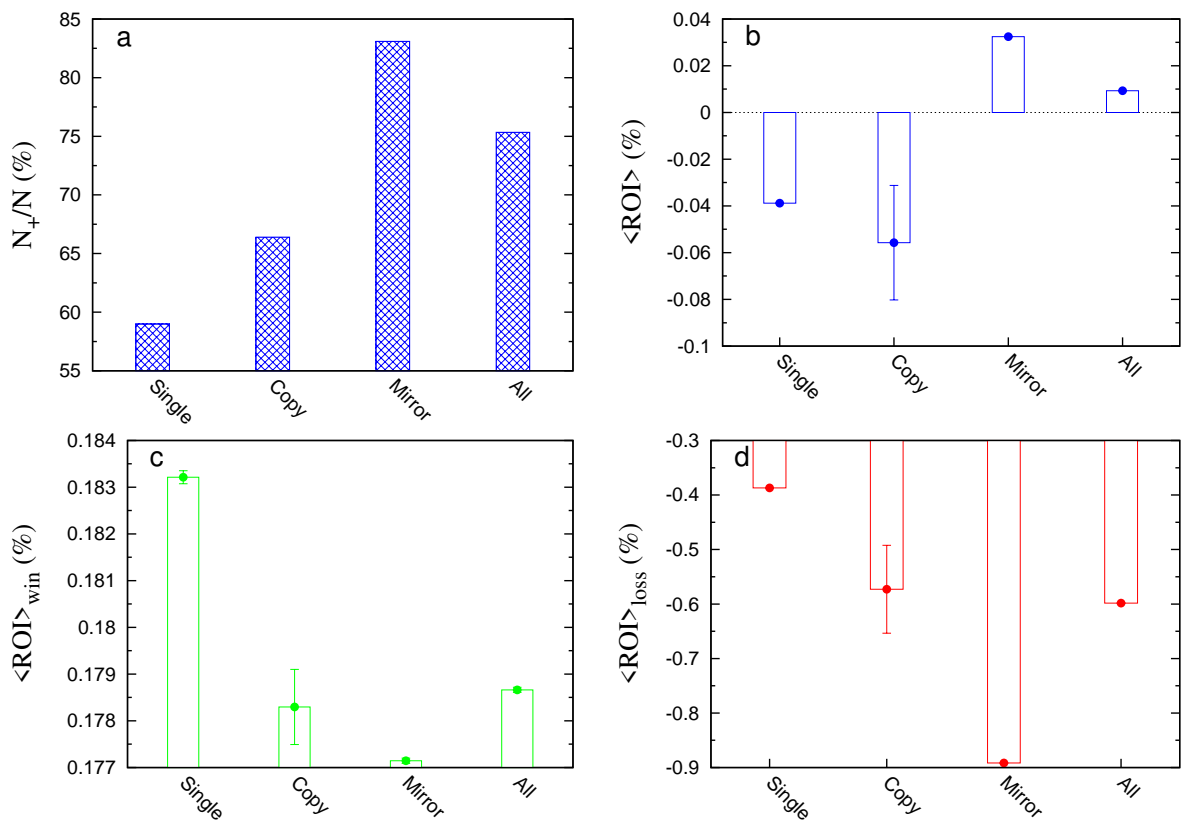 a
N+/N (%)
85
80
75
70
65
60
55
Single
Copy
Mirror
All
b
<ROI> (%)
0.04
0.02
0
-0.02
-0.04
-0.06
-0.08
-0.1
Single
Copy
Mirror
All
c
<ROI>win (%)
0.184
0.183
0.182
0.181
0.18
0.179
0.178
0.177
Single
Copy
Mirror
All
d
<ROI>loss (%)
-0.3
-0.4
-0.5
-0.6
-0.7
-0.8
-0.9
Single
Copy
Mirror
All